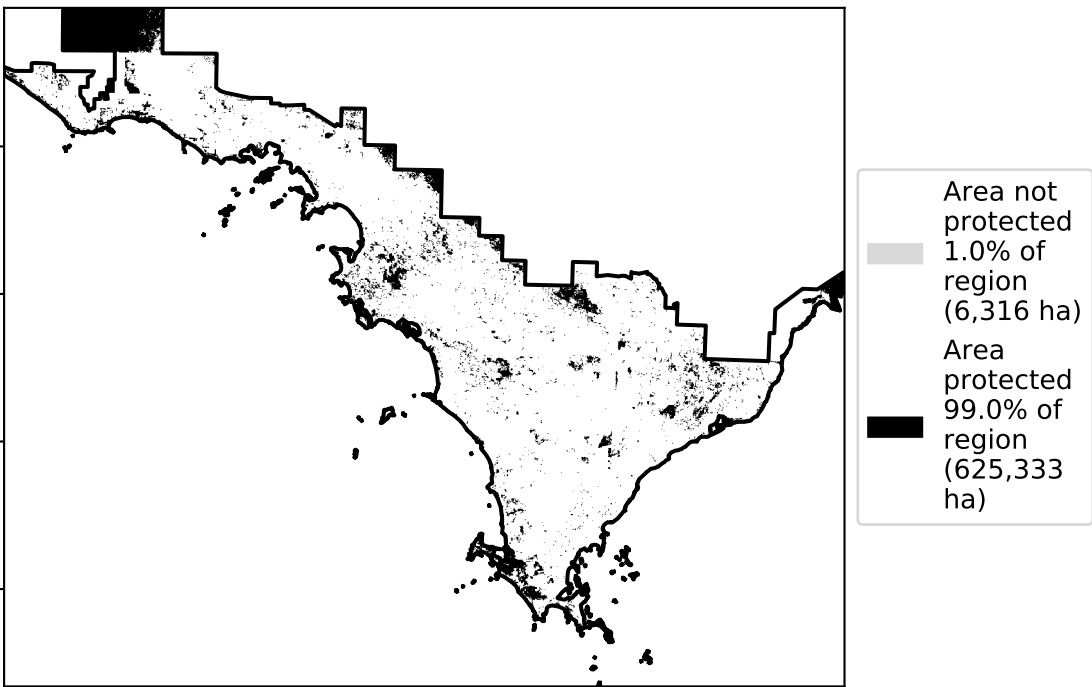 Area not
protected
1.0% of
region
(6,316 ha)
Area
protected
99.0% of
region
(625,333
ha)